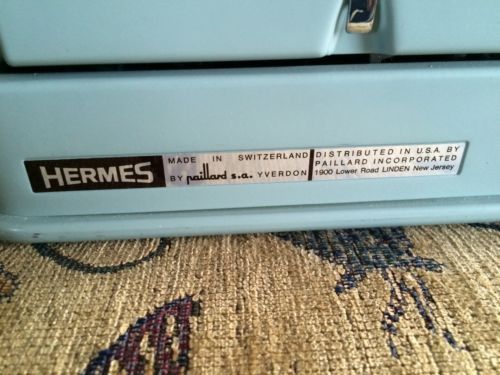 HERMES
MADE IN SWITZERLAND
BY paillard s.a. YVERDON
DISTRIBUTED IN U.S.A. BY
PAILLARD INCORPORATED
1900 Lower Road LINDEN New Jersey